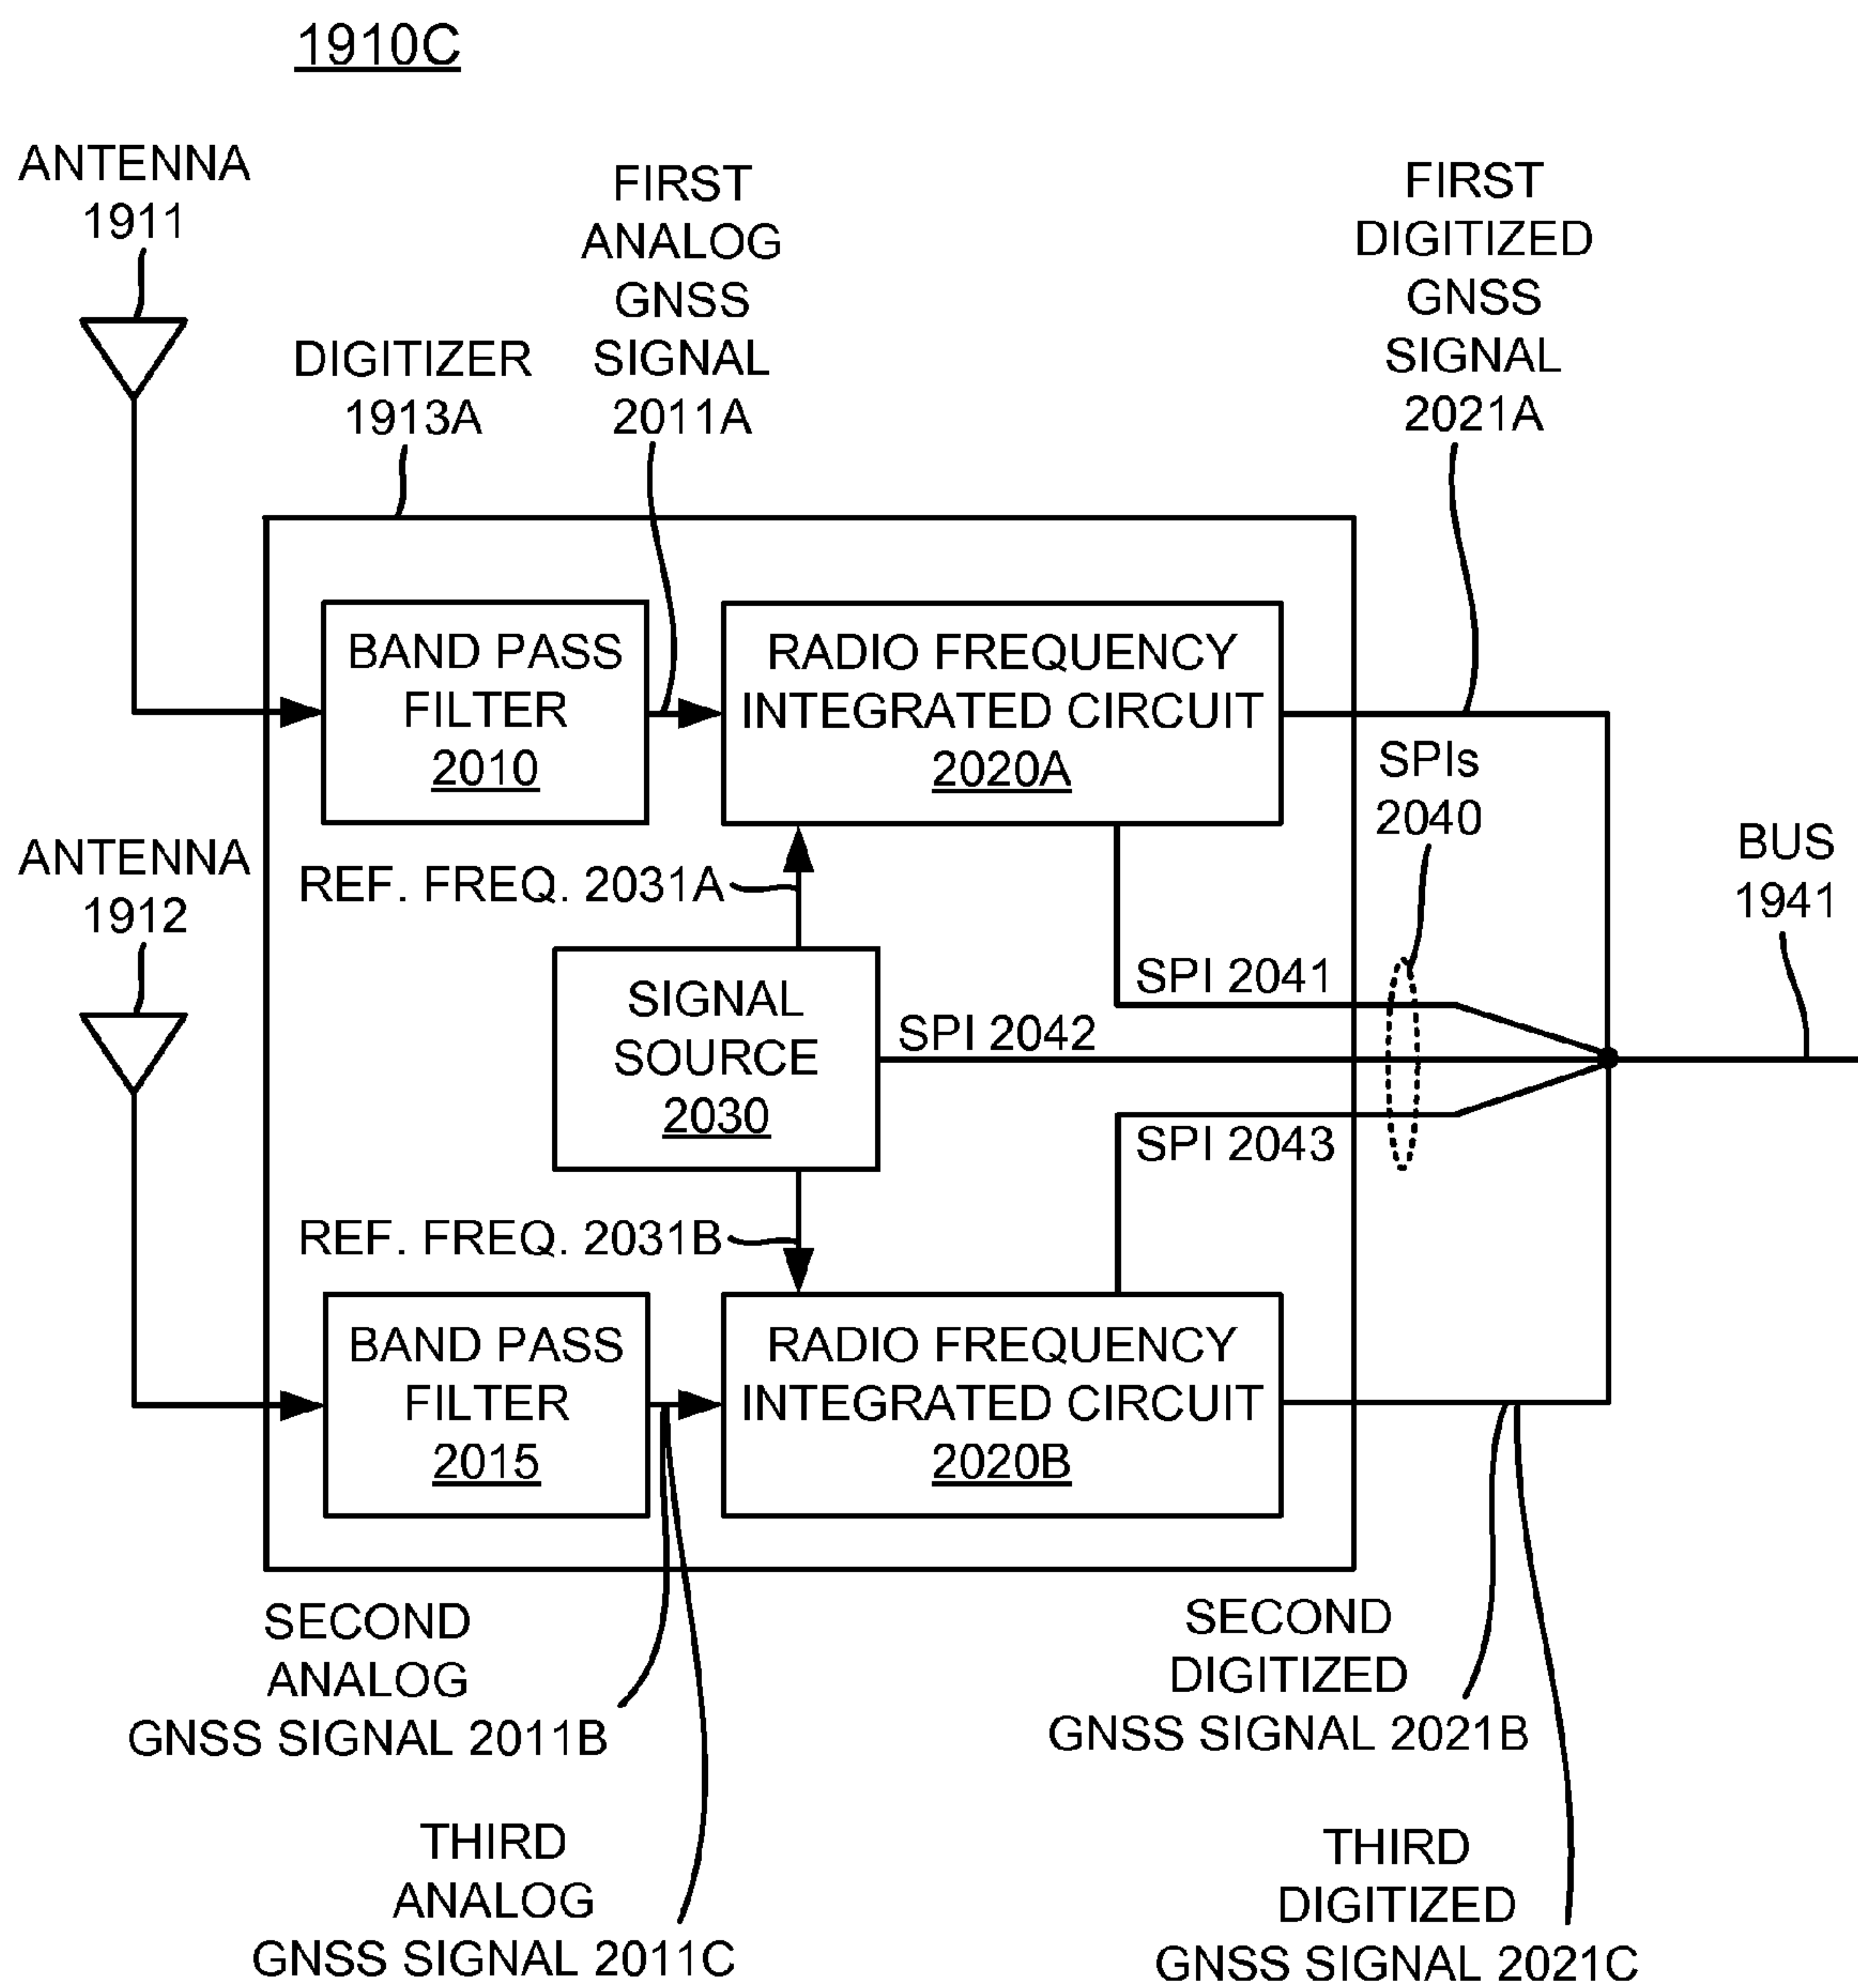 1910C
ANTENNA
1911
DIGITIZER
1913A
FIRST
ANALOG
GNSS
SIGNAL
2011A
FIRST
DIGITIZED
GNSS
SIGNAL
2021A
BAND PASS
FILTER
2010
RADIO FREQUENCY
INTEGRATED CIRCUIT
2020A
SPIs
2040
BUS
1941
ANTENNA
1912
REF. FREQ. 2031A
SIGNAL
SOURCE
2030
SPI 2041
SPI 2042
SPI 2043
REF. FREQ. 2031B
BAND PASS
FILTER
2015
RADIO FREQUENCY
INTEGRATED CIRCUIT
2020B
SECOND
ANALOG
GNSS SIGNAL 2011B
SECOND
DIGITIZED
GNSS SIGNAL 2021B
THIRD
ANALOG
GNSS SIGNAL 2011C
THIRD
DIGITIZED
GNSS SIGNAL 2021C